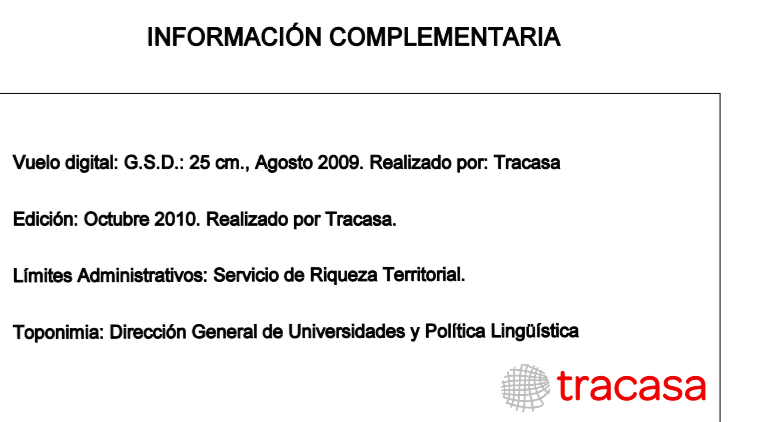 INFORMACIÓN COMPLEMENTARIA
Vuelo digital: G.S.D.: 25 cm., Agosto 2009. Realizado por: Tracasa
Edición: Octubre 2010. Realizado por Tracasa.
Límites Administrativos: Servicio de Riqueza Territorial.
Toponimia: Dirección General de Universidades y Política Lingüística
tracasa